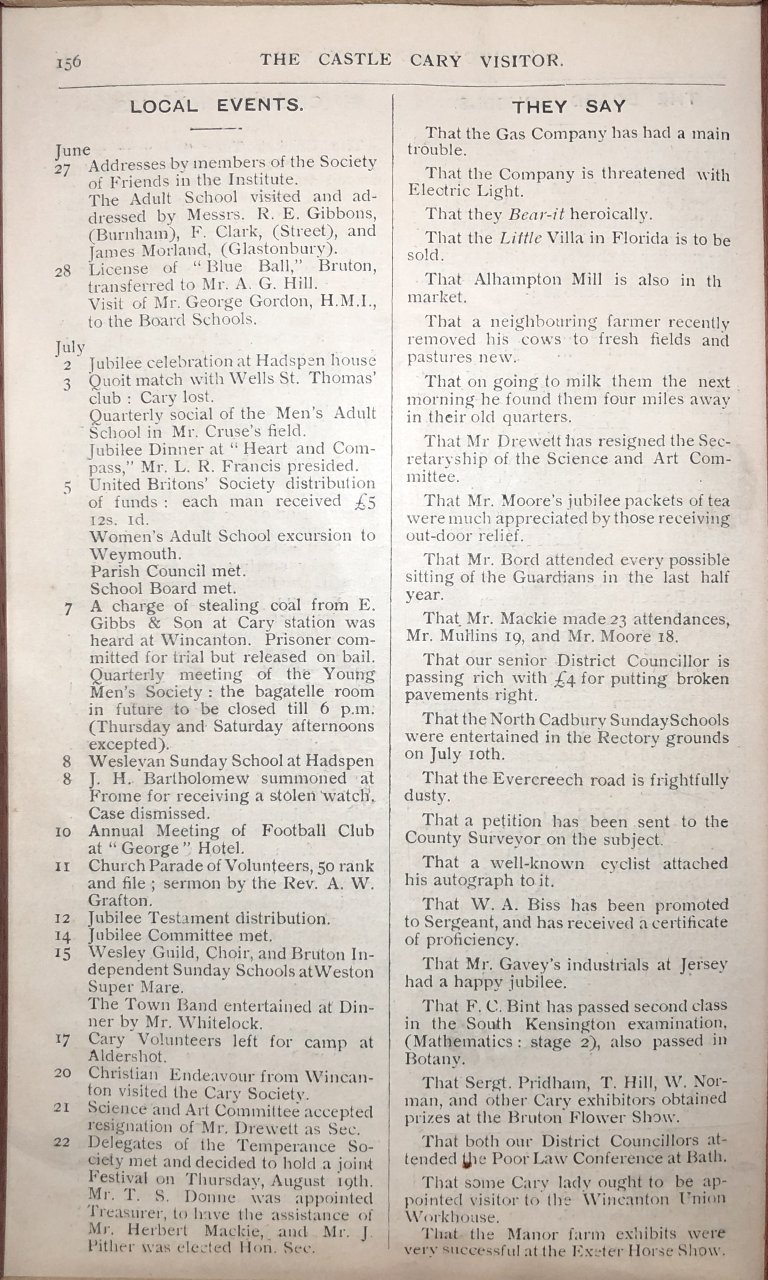 156
THE CASTLE CARY VISITOR.
LOCAL EVENTS.
June
27 Addresses by members of the Society
of Friends in the Institute.
The Adult School visited and ad-
dressed by Messrs. R. E. Gibbons,
(Burnham), F. Clark, (Street), and
James Morland, (Glastonbury).
28 License of "Blue Ball," Bruton,
transferred to Mr. A. G. Hill.
Visit of Mr. George Gordon, H.M.I.,
to the Board Schools.
July
2 Jubilee celebration at Hadspen house
3 Quoit match with Wells St. Thomas'
club : Cary lost.
Quarterly social of the Men's Adult
School in Mr. Cruse's field.
Jubilee Dinner at "Heart and Com-
pass," Mr. L. R. Francis presided.
5 United Britons' Society distribution
of funds : each man received £5
12s. 1d.
Women's Adult School excursion to
Weymouth.
Parish Council met.
School Board met.
7 A charge of stealing coal from E.
Gibbs & Son at Cary station was
heard at Wincanton. Prisoner com-
mitted for trial but released on bail.
Quarterly meeting of the Young
Men's Society : the bagatelle room
in future to be closed till 6 p.m.
(Thursday and Saturday afternoons
excepted).
8 Wesleyan Sunday School at Hadspen
8 J. H. Bartholomew summoned at
Frome for receiving a stolen watch.
Case dismissed.
10 Annual Meeting of Football Club
at "George" Hotel.
11 Church Parade of Volunteers, 50 rank
and file ; sermon by the Rev. A. W.
Grafton.
12 Jubilee Testament distribution.
14 Jubilee Committee met.
15 Wesley Guild, Choir, and Bruton In-
dependent Sunday Schools at Weston
Super Mare.
The Town Band entertained at Din-
ner by Mr. Whitelock.
17 Cary Volunteers left for camp at
Aldershot.
20 Christian Endeavour from Wincan-
ton visited the Cary Society.
21 Science and Art Committee accepted
resignation of Mr. Drewett as Sec.
22 Delegates of the Temperance So-
ciety met and decided to hold a joint
Festival on Thursday, August 19th.
Mr. T. S. Donne was appointed
Treasurer, to have the assistance of
Mr. Herbert Mackie, and Mr. J.
Pither was elected Hon. Sec.
THEY SAY
That the Gas Company has had a main
trouble.
That the Company is threatened with
Electric Light.
That they Bear-it heroically.
That the Little Villa in Florida is to be
sold.
That Alhampton Mill is also in th
market.
That a neighbouring farmer recently
removed his cows to fresh fields and
pastures new.
That on going to milk them the next
morning he found them four miles away
in their old quarters.
That Mr Drewett has resigned the Sec-
retaryship of the Science and Art Com-
mittee.
That Mr. Moore's jubilee packets of tea
were much appreciated by those receiving
out-door relief.
That Mr. Bord attended every possible
sitting of the Guardians in the last half
year.
That Mr. Mackie made 23 attendances,
Mr. Mullins 19, and Mr. Moore 18.
That our senior District Councillor is
passing rich with £4 for putting broken
pavements right.
That the North Cadbury Sunday Schools
were entertained in the Rectory grounds
on July 10th.
That the Evercreech road is frightfully
dusty.
That a petition has been sent to the
County Surveyor on the subject.
That a well-known cyclist attached
his autograph to it.
That W. A. Biss has been promoted
to Sergeant, and has received a certificate
of proficiency.
That Mr. Gavey's industrials at Jersey
had a happy jubilee.
That F. C. Bint has passed second class
in the South Kensington examination,
(Mathematics : stage 2), also passed in
Botany.
That Sergt. Pridham, T. Hill, W. Nor-
man, and other Cary exhibitors obtained
prizes at the Bruton Flower Show.
That both our District Councillors at-
tended the Poor Law Conference at Bath.
That some Cary lady ought to be ap-
pointed visitor to the Wincanton Union
Workhouse.
That the Manor farm exhibits were
very successful at the Exeter Horse Show.